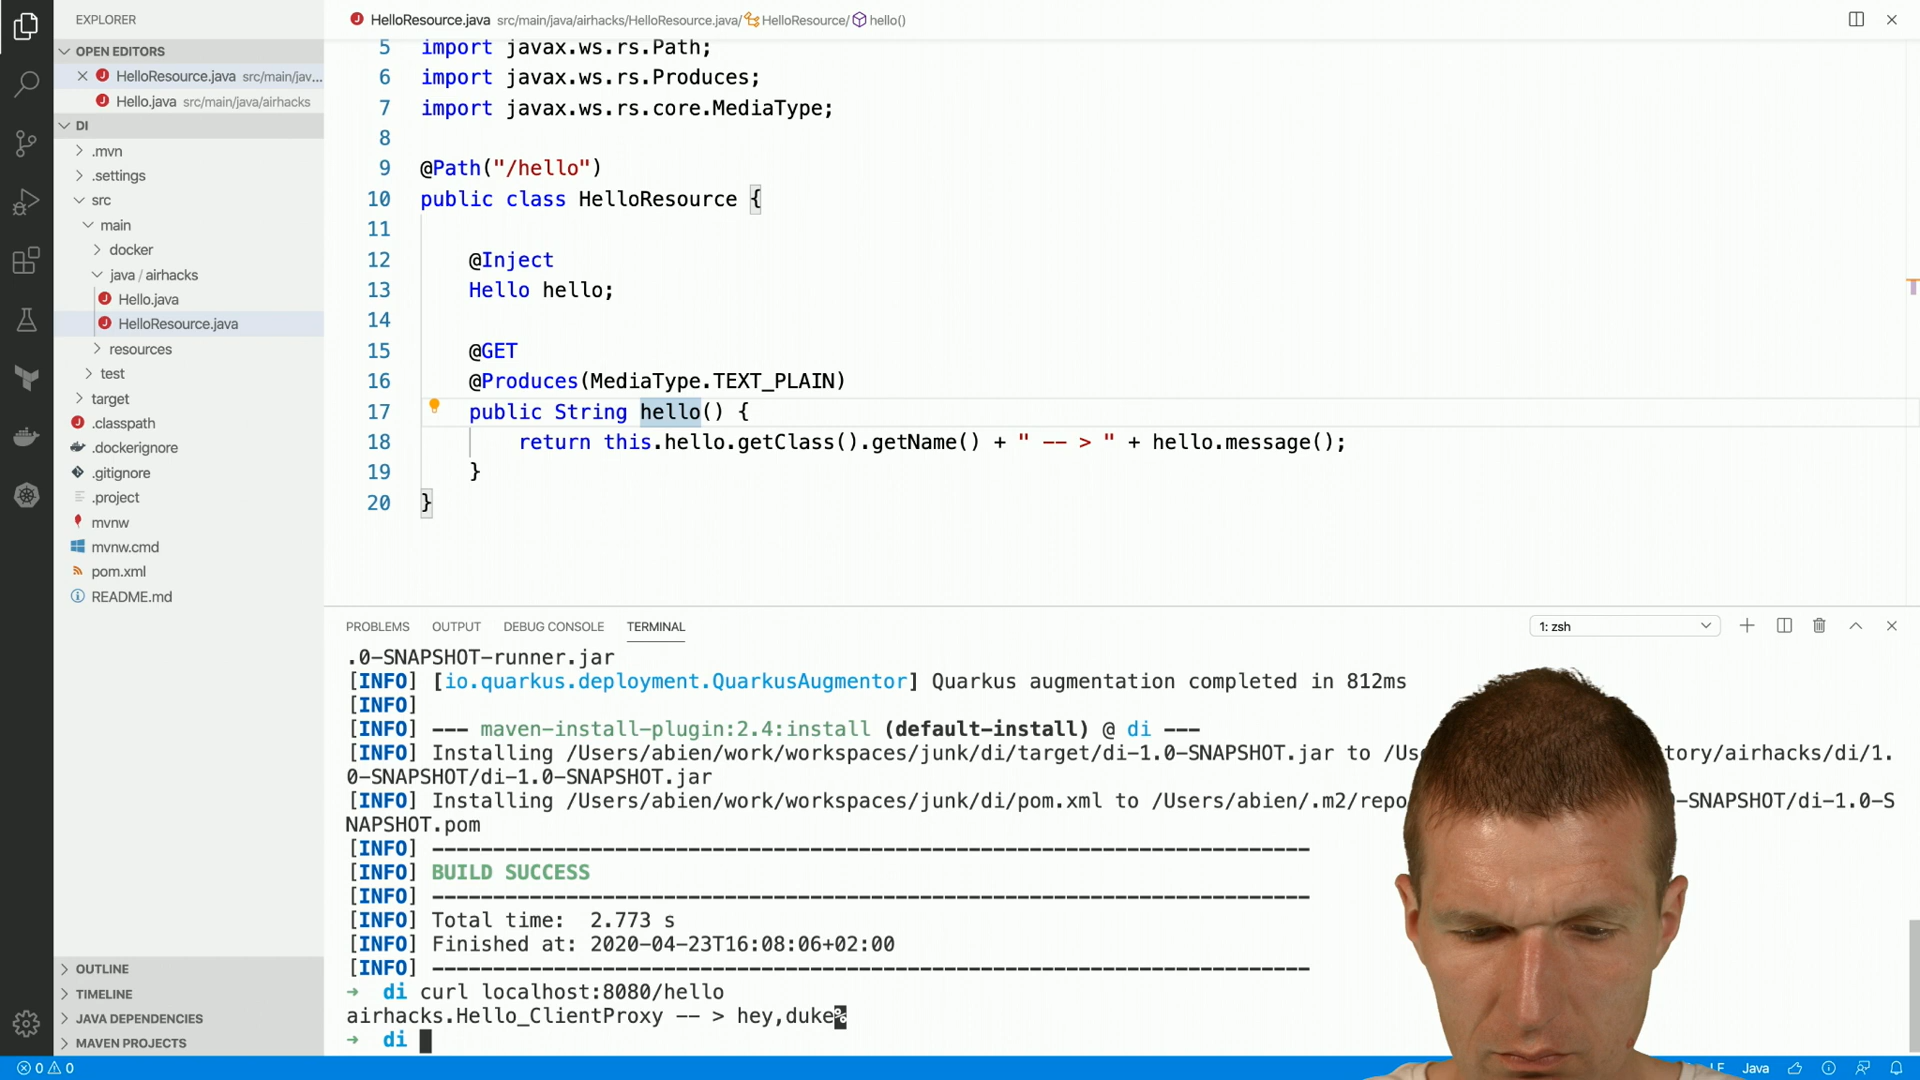 EXPLORER
OPEN EDITORS
HelloResource.java src/main/jav...
Hello.java src/main/java/airhacks
DI
.mvn
.settings
src
main
docker
java / airhacks
Hello.java
HelloResource.java
resources
test
target
.classpath
.dockerignore
.gitignore
.project
mvnw
mvnw.cmd
pom.xml
README.md
OUTLINE
TIMELINE
JAVA DEPENDENCIES
MAVEN PROJECTS
HelloResource.java src/main/java/airhacks/HelloResource.java/ HelloResource/ hello()
5 import javax.ws.rs.Path;
6 import javax.ws.rs.Produces;
7 import javax.ws.rs.core.MediaType;
8
9 @Path("/hello")
10 public class HelloResource {
11
12 @Inject
13 Hello hello;
14
15 @GET
16 @Produces(MediaType.TEXT_PLAIN)
17 public String hello() {
18 return this.hello.getClass().getName() + " -- > " + hello.message();
19 }
20 }
PROBLEMS OUTPUT DEBUG CONSOLE TERMINAL 1: zsh
.0-SNAPSHOT-runner.jar
[INFO] [io.quarkus.deployment.QuarkusAugmentor] Quarkus augmentation completed in 812ms
[INFO]
[INFO] --- maven-install-plugin:2.4:install (default-install) @ di ---
[INFO] Installing /Users/abien/work/workspaces/junk/di/target/di-1.0-SNAPSHOT.jar to /Us tory/airhacks/di/1.
0-SNAPSHOT/di-1.0-SNAPSHOT.jar
[INFO] Installing /Users/abien/work/workspaces/junk/di/pom.xml to /Users/abien/.m2/repo -SNAPSHOT/di-1.0-S
NAPSHOT.pom
[INFO] ------------------------------------------------------------------------
[INFO] BUILD SUCCESS
[INFO] ------------------------------------------------------------------------
[INFO] Total time: 2.773 s
[INFO] Finished at: 2020-04-23T16:08:06+02:00
[INFO] ------------------------------------------------------------------------
➜ di curl localhost:8080/hello
airhacks.Hello_ClientProxy -- > hey,duke%
➜ di
0 0 LF Java